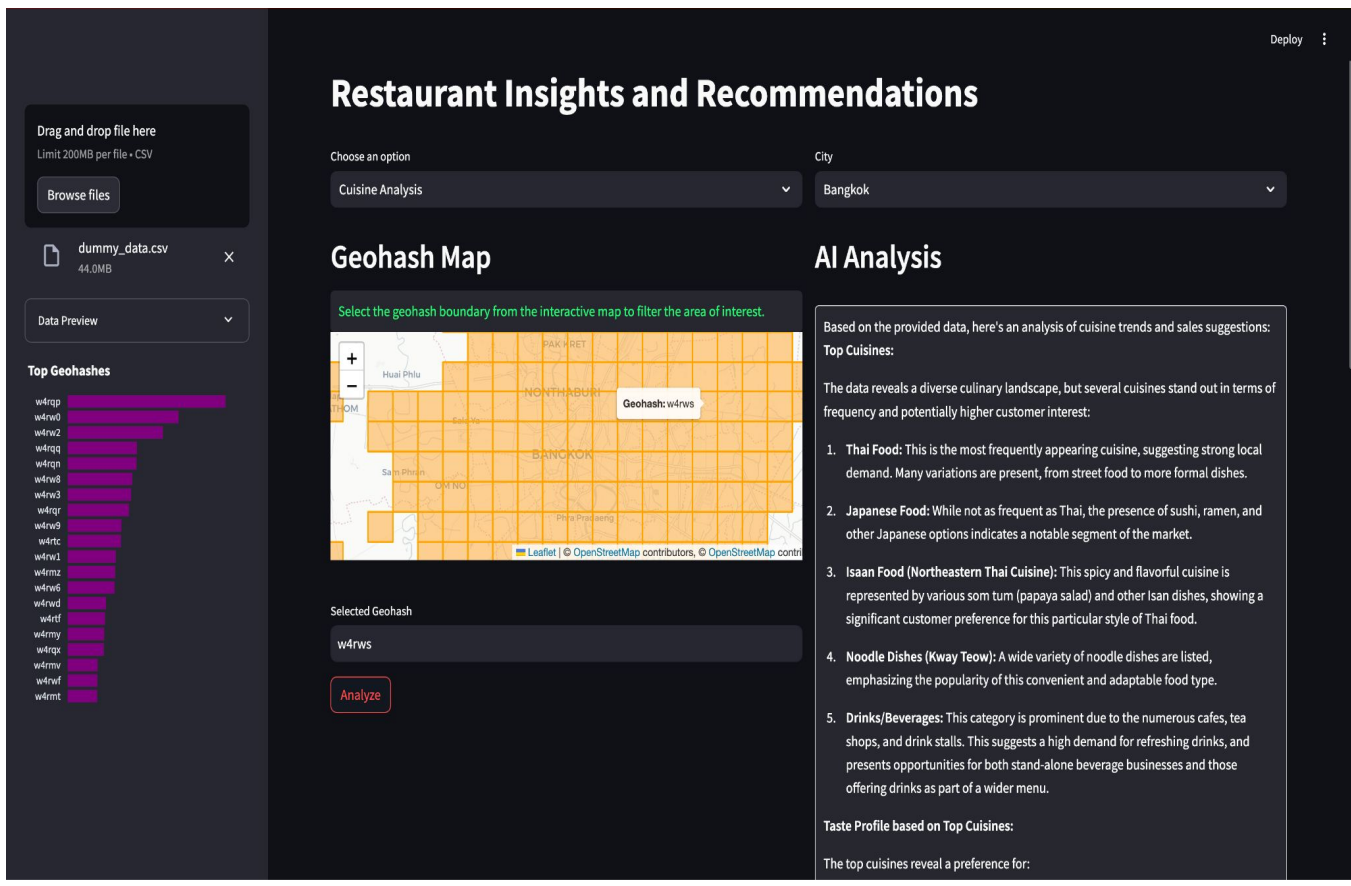 Deploy
Drag and drop file here
Limit 200MB per file • CSV
Browse files
dummy_data.csv
44.0MB
Data Preview
Top Geohashes
w4rqp
w4rw0
w4rw2
w4rqq
w4rqn
w4rw8
w4rw3
w4rqr
w4rw9
w4rtc
w4rw1
w4rmz
w4rw6
w4rwd
w4rtf
w4rmy
w4rqx
w4rmv
w4rwf
w4rmt
Restaurant Insights and Recommendations
Choose an option
Cuisine Analysis
City
Bangkok
Geohash Map
Select the geohash boundary from the interactive map to filter the area of interest.
+
−
PAK KRET
Huai Phlu
NONTHABURI
Geohash: w4rws
THOM
Sala Ya
BANGKOK
Sam Phran
OM NOI
Phra Pradaeng
Leaflet | © OpenStreetMap contributors, © OpenStreetMap contri
Selected Geohash
w4rws
Analyze
AI Analysis
Based on the provided data, here's an analysis of cuisine trends and sales suggestions:
Top Cuisines:
The data reveals a diverse culinary landscape, but several cuisines stand out in terms of
frequency and potentially higher customer interest:
1. Thai Food: This is the most frequently appearing cuisine, suggesting strong local
demand. Many variations are present, from street food to more formal dishes.
2. Japanese Food: While not as frequent as Thai, the presence of sushi, ramen, and
other Japanese options indicates a notable segment of the market.
3. Isaan Food (Northeastern Thai Cuisine): This spicy and flavorful cuisine is
represented by various som tum (papaya salad) and other Isan dishes, showing a
significant customer preference for this particular style of Thai food.
4. Noodle Dishes (Kway Teow): A wide variety of noodle dishes are listed,
emphasizing the popularity of this convenient and adaptable food type.
5. Drinks/Beverages: This category is prominent due to the numerous cafes, tea
shops, and drink stalls. This suggests a high demand for refreshing drinks, and
presents opportunities for both stand-alone beverage businesses and those
offering drinks as part of a wider menu.
Taste Profile based on Top Cuisines:
The top cuisines reveal a preference for: